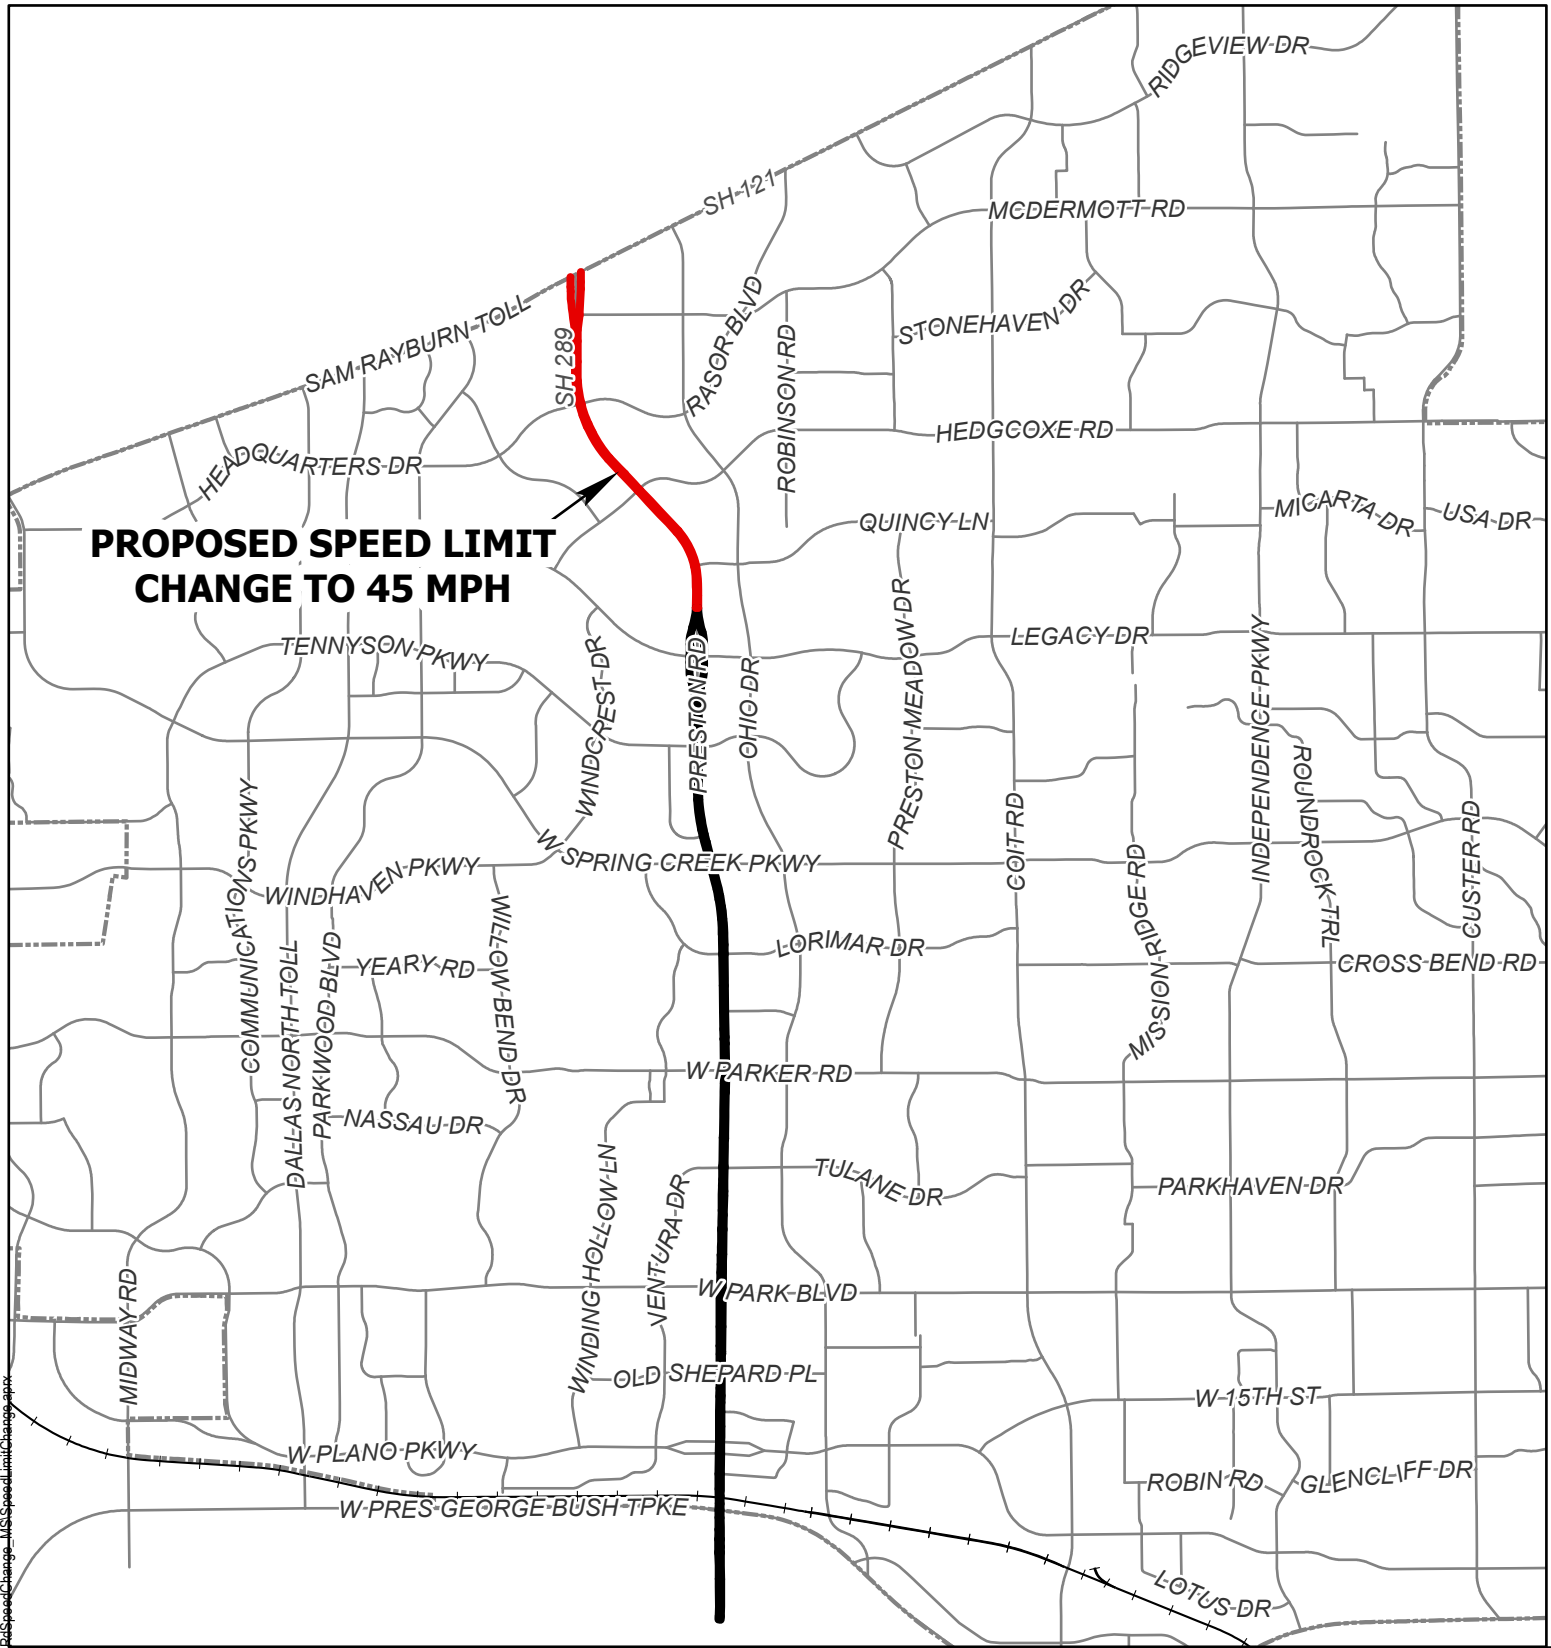 RIDGEVIEW DR
SH 121
MCDERMOTT RD
SAM RAYBURN TOLL
SH 289
RASOR BLVD
ROBINSON RD
STONEHAVEN DR
HEDGCOXE RD
HEADQUARTERS DR
QUINCY LN
MICARTA DR
USA DR
PROPOSED SPEED LIMIT
CHANGE TO 45 MPH
TENNYSON PKWY
WINDCREST DR
PRESTON RD
OHIO DR
PRESTON MEADOW DR
LEGACY DR
INDEPENDENCE PKWY
ROUNDROCK TRL
COIT RD
CUSTER RD
MISSION RIDGE RD
COMMUNICATIONS PKWY
W SPRING CREEK PKWY
WINDHAVEN PKWY
WILLOW BEND DR
DALLAS NORTH TOLL
PARKWOOD BLVD
YEARY RD
LORIMAR DR
CROSS BEND RD
W PARKER RD
NASSAU DR
WINDING HOLLOW LN
VENTURA DR
TULANE DR
PARKHAVEN DR
MIDWAY RD
W PARK BLVD
OLD SHEPARD PL
W 15TH ST
W PLANO PKWY
ROBIN RD
GLENCLIFF DR
W PRES GEORGE BUSH TPKE
LOTUS DR
RdSpeedChange_MS\SpeedLimitChange.aprx